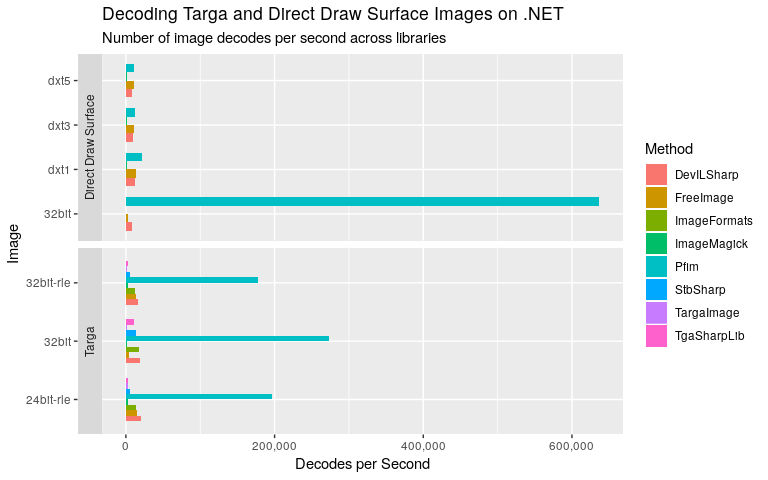 Decoding Targa and Direct Draw Surface Images on .NET
Number of image decodes per second across libraries
Image
Direct Draw Surface
dxt5
dxt3
dxt1
32bit
Targa
32bit-rle
32bit
24bit-rle
0
200,000
400,000
600,000
Decodes per Second
Method
DevILSharp
FreeImage
ImageFormats
ImageMagick
Pfim
StbSharp
TargaImage
TgaSharpLib